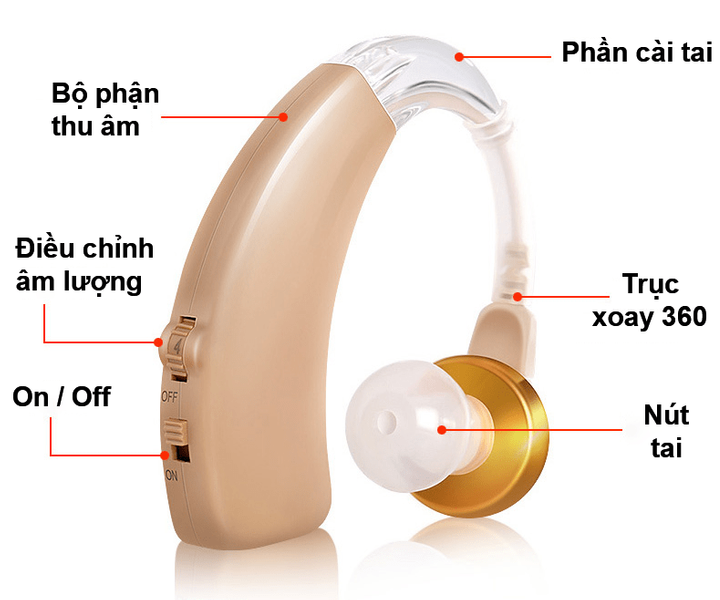 Phần cài tai
Bộ phận
thu âm
Điều chỉnh
âm lượng
Trục
xoay 360
4
OFF
On / Off
Nút
tai
ON